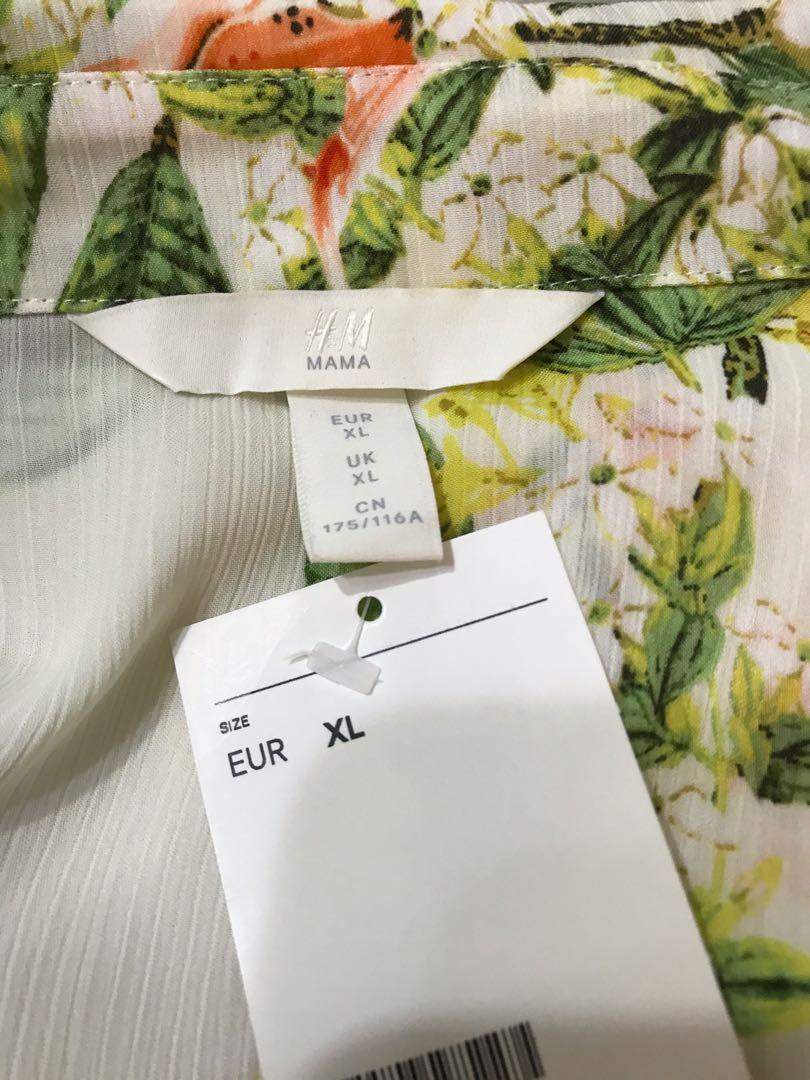 H&M
MAMA
EUR
XL
UK
XL
CN
175/116A
SIZE
EUR XL